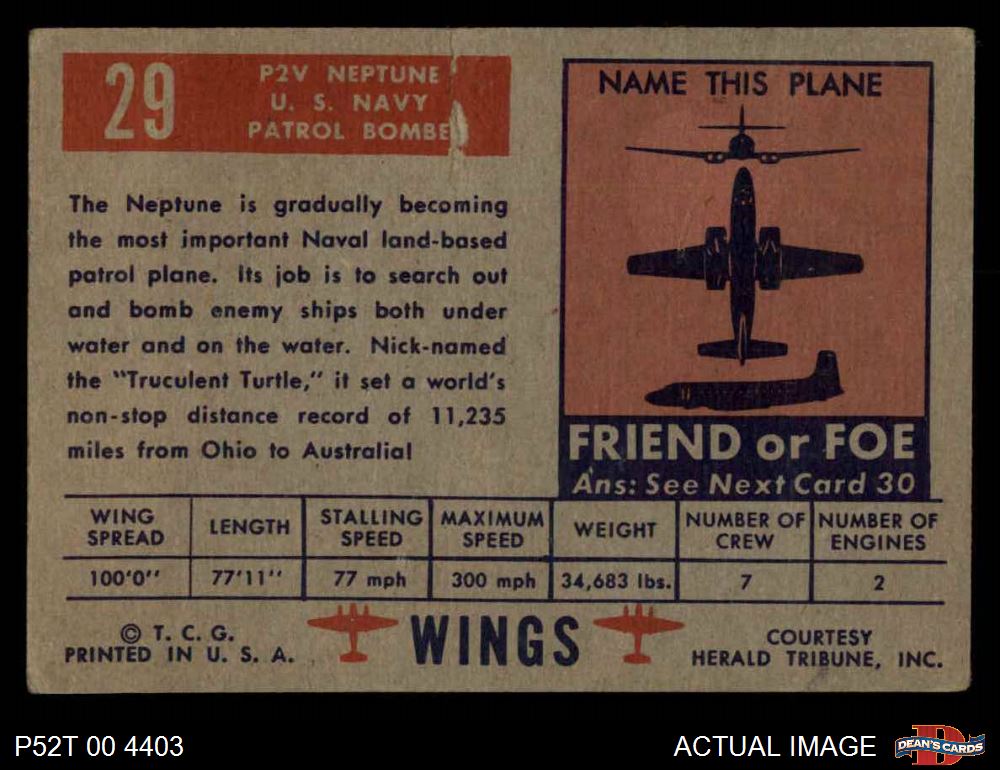 29
P2V NEPTUNE
U. S. NAVY
PATROL BOMBE
The Neptune is gradually becoming
the most important Naval land-based
patrol plane. Its job is to search out
and bomb enemy ships both under
water and on the water. Nick-named
the "Truculent Turtle," it set a world's
non-stop distance record of 11,235
miles from Ohio to Australia!
NAME THIS PLANE
FRIEND or FOE
Ans: See Next Card 30
WING SPREAD
LENGTH
STALLING SPEED
MAXIMUM SPEED
WEIGHT
NUMBER OF CREW
NUMBER OF ENGINES
100'0"
77'11"
77 mph
300 mph
34,683 lbs.
7
2
© T. C. G.
PRINTED IN U. S. A.
WINGS
COURTESY
HERALD TRIBUNE, INC.
P52T 00 4403
ACTUAL IMAGE
D
DEAN'S CARDS